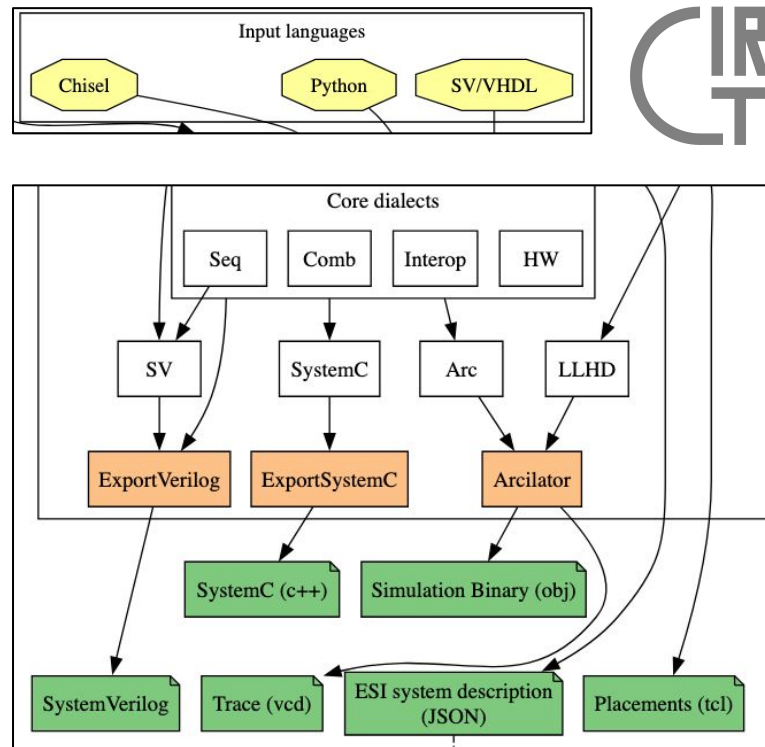 Input languages
Chisel
Python
SV/VHDL
CIR
T
Core dialects
Seq
Comb
Interop
HW
SV
SystemC
Arc
LLHD
ExportVerilog
ExportSystemC
Arcilator
SystemC (c++)
Simulation Binary (obj)
SystemVerilog
Trace (vcd)
ESI system description
(JSON)
Placements (tcl)